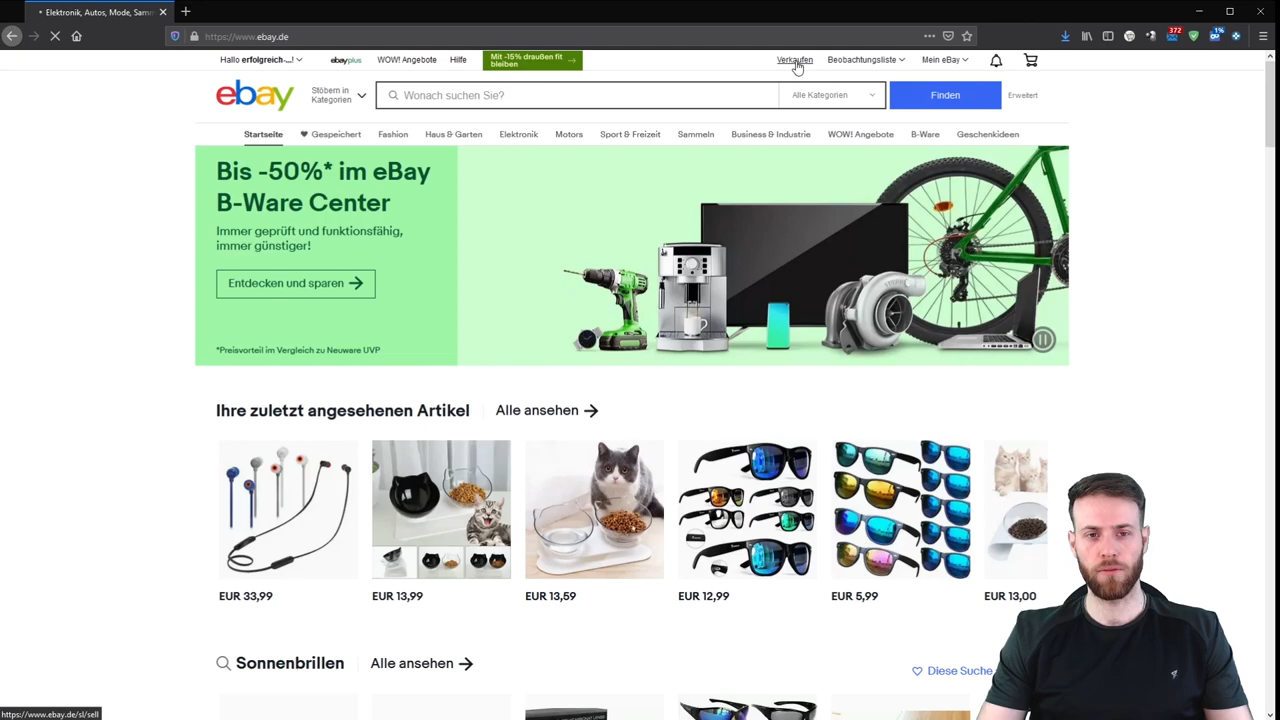 Elektronik, Autos, Mode, Samm
https://www.ebay.de
372
1%
Hallo erfolgreich-...!
ebayplus
WOW! Angebote
Hilfe
Mit -15% draußen fit bleiben
Verkaufen
Beobachtungsliste
Mein eBay
ebay
Stöbern in
Kategorien
Wonach suchen Sie?
Alle Kategorien
Finden
Erweitert
Startseite
Gespeichert
Fashion
Haus & Garten
Elektronik
Motors
Sport & Freizeit
Sammeln
Business & Industrie
WOW! Angebote
B-Ware
Geschenkideen
Bis -50%* im eBay
B-Ware Center
Immer geprüft und funktionsfähig,
immer günstiger!
Entdecken und sparen
*Preisvorteil im Vergleich zu Neuware UVP
Ihre zuletzt angesehenen Artikel
Alle ansehen
EUR 33,99
EUR 13,99
EUR 13,59
EUR 12,99
EUR 5,99
EUR 13,00
Sonnenbrillen
Alle ansehen
Diese Suche
https://www.ebay.de/sl/sell